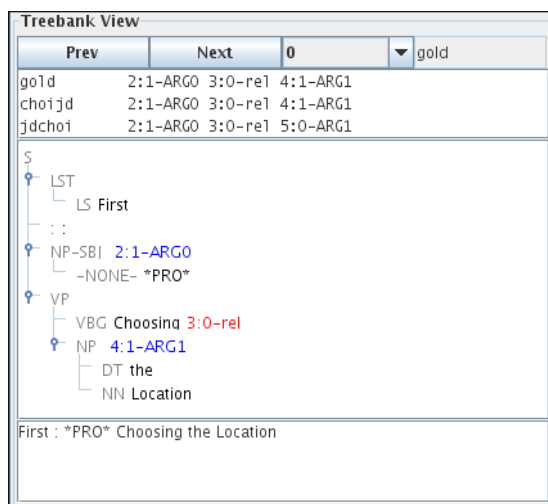 Treebank View
Prev Next 0 gold
gold 2:1-ARG0 3:0-rel 4:1-ARG1
choijd 2:1-ARG0 3:0-rel 4:1-ARG1
jdchoi 2:1-ARG0 3:0-rel 5:0-ARG1
S
LST
LS First
: :
NP-SBJ 2:1-ARG0
-NONE- *PRO*
VP
VBG Choosing 3:0-rel
NP 4:1-ARG1
DT the
NN Location
First : *PRO* Choosing the Location